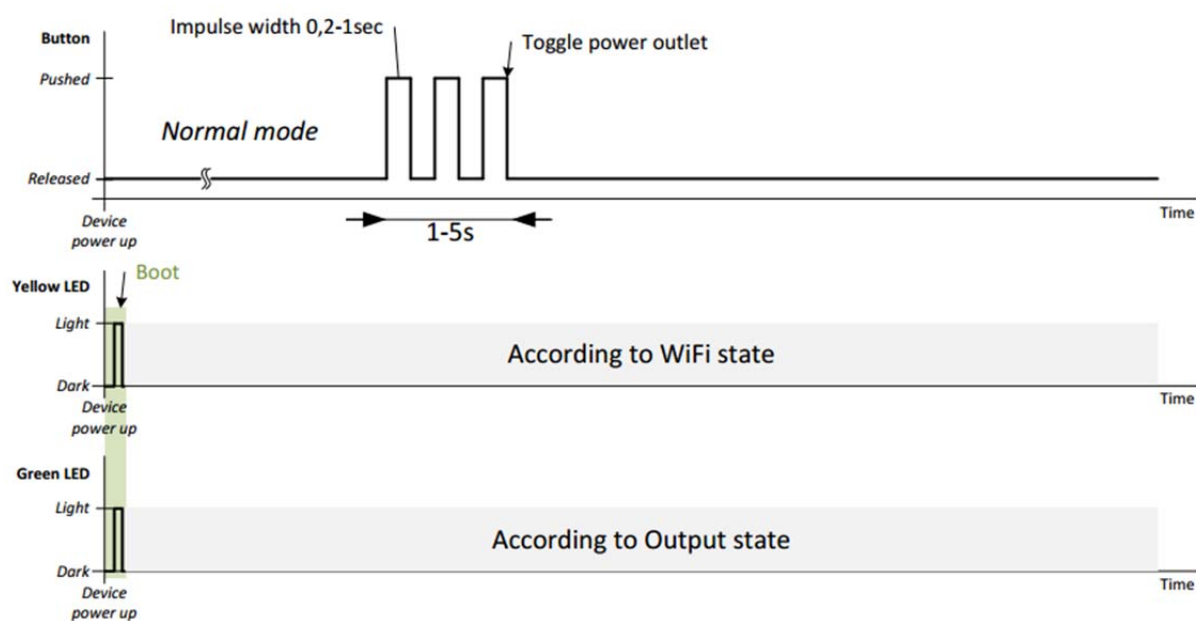 Impulse width 0,2-1sec
Button
Toggle power outlet
Pushed
Normal mode
Released
Time
Device
power up
1-5s
Boot
Yellow LED
Light
According to WiFi state
Dark
Time
Device
power up
Green LED
Light
According to Output state
Dark
Time
Device
power up